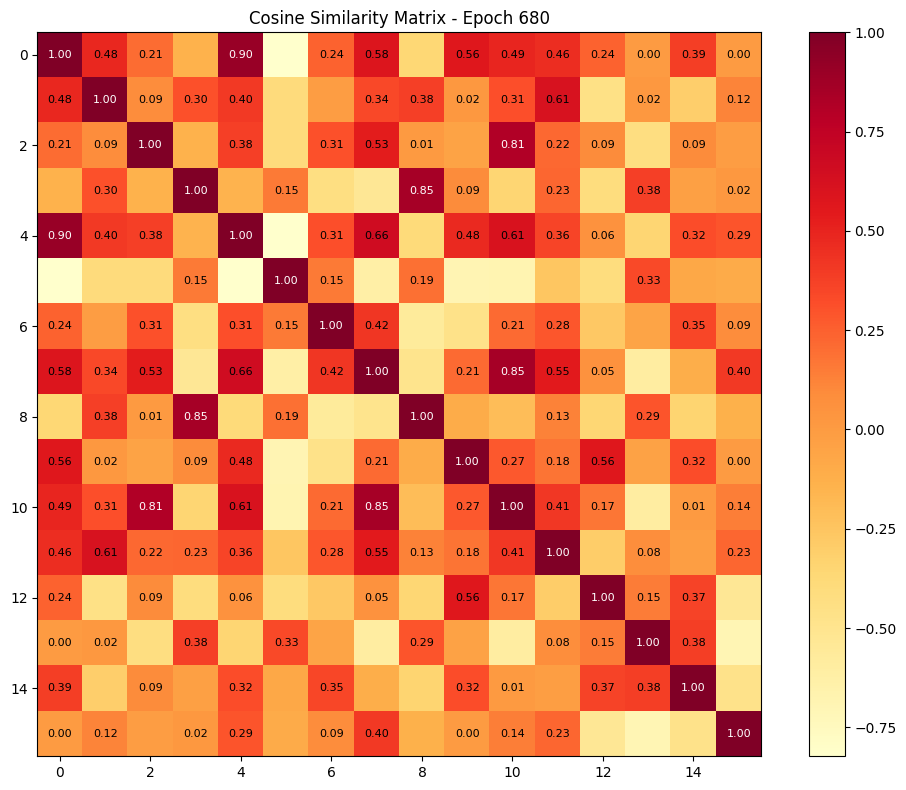 Cosine Similarity Matrix - Epoch 680
0 1.00 0.48 0.21 0.90 0.24 0.58 0.56 0.49 0.46 0.24 0.00 0.39 0.00
0.48 1.00 0.09 0.30 0.40 0.34 0.38 0.02 0.31 0.61 0.02 0.12
2 0.21 0.09 1.00 0.38 0.31 0.53 0.01 0.81 0.22 0.09 0.09
0.30 1.00 0.15 0.85 0.09 0.23 0.38 0.02
4 0.90 0.40 0.38 1.00 0.31 0.66 0.48 0.61 0.36 0.06 0.32 0.29
0.15 1.00 0.15 0.19 0.33
6 0.24 0.31 0.31 0.15 1.00 0.42 0.21 0.28 0.35 0.09
0.58 0.34 0.53 0.66 0.42 1.00 0.21 0.85 0.55 0.05 0.40
8 0.38 0.01 0.85 0.19 1.00 0.13 0.29
0.56 0.02 0.09 0.48 0.21 1.00 0.27 0.18 0.56 0.32 0.00
10 0.49 0.31 0.81 0.61 0.21 0.85 0.27 1.00 0.41 0.17 0.01 0.14
0.46 0.61 0.22 0.23 0.36 0.28 0.55 0.13 0.18 0.41 1.00 0.08 0.23
12 0.24 0.09 0.06 0.05 0.56 0.17 1.00 0.15 0.37
0.00 0.02 0.38 0.33 0.29 0.08 0.15 1.00 0.38
14 0.39 0.09 0.32 0.35 0.32 0.01 0.37 0.38 1.00
0.00 0.12 0.02 0.29 0.09 0.40 0.00 0.14 0.23 1.00
0 2 4 6 8 10 12 14
1.00
0.75
0.50
0.25
0.00
−0.25
−0.50
−0.75